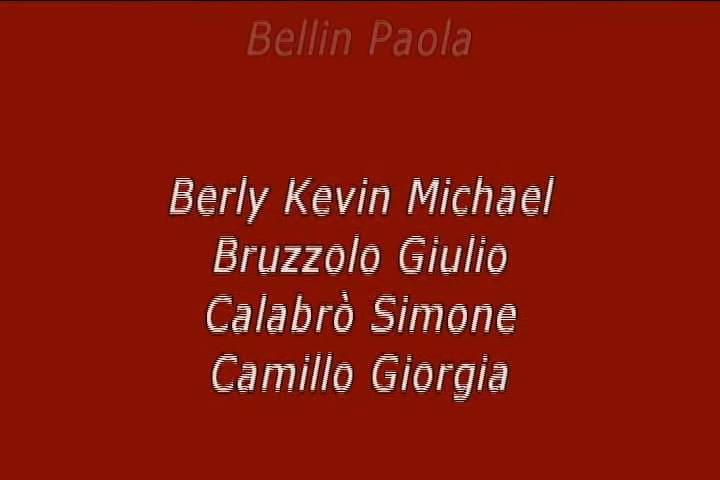 Bellin Paola
Berly Kevin Michael
Bruzzolo Giulio
Calabrò Simone
Camillo Giorgia